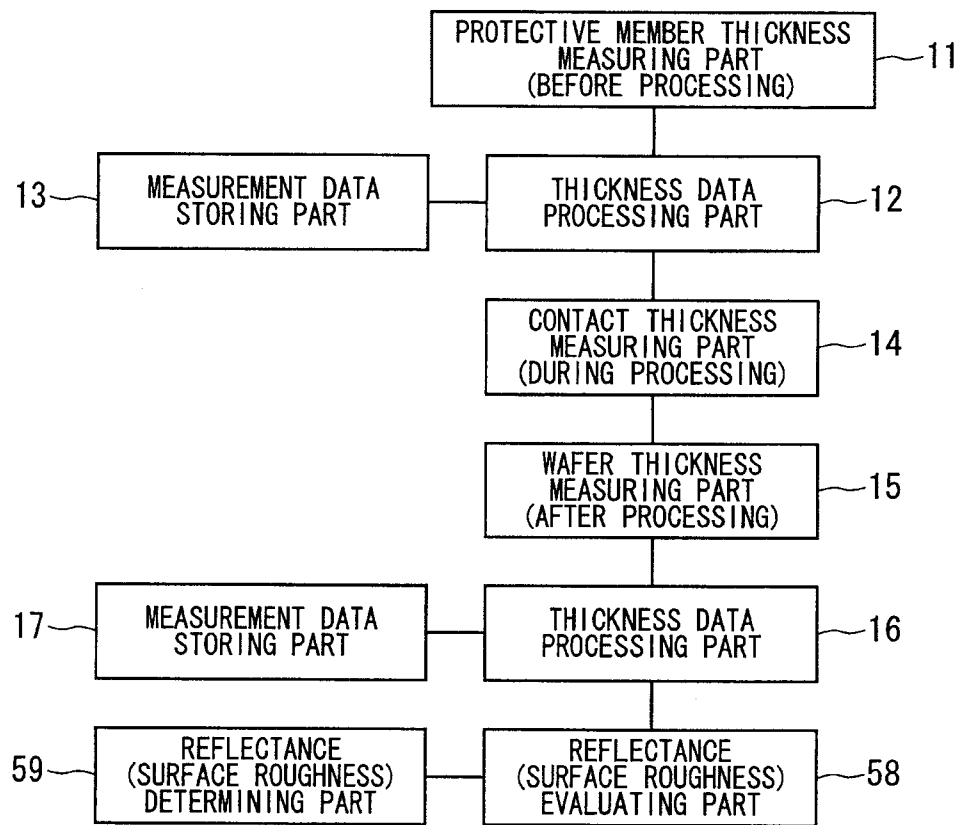 PROTECTIVE MEMBER THICKNESS
MEASURING PART
(BEFORE PROCESSING)
11
13
MEASUREMENT DATA
STORING PART
THICKNESS DATA
PROCESSING PART
12
CONTACT THICKNESS
MEASURING PART
(DURING PROCESSING)
14
WAFER THICKNESS
MEASURING PART
(AFTER PROCESSING)
15
17
MEASUREMENT DATA
STORING PART
THICKNESS DATA
PROCESSING PART
16
59
REFLECTANCE
(SURFACE ROUGHNESS)
DETERMINING PART
REFLECTANCE
(SURFACE ROUGHNESS)
EVALUATING PART
58